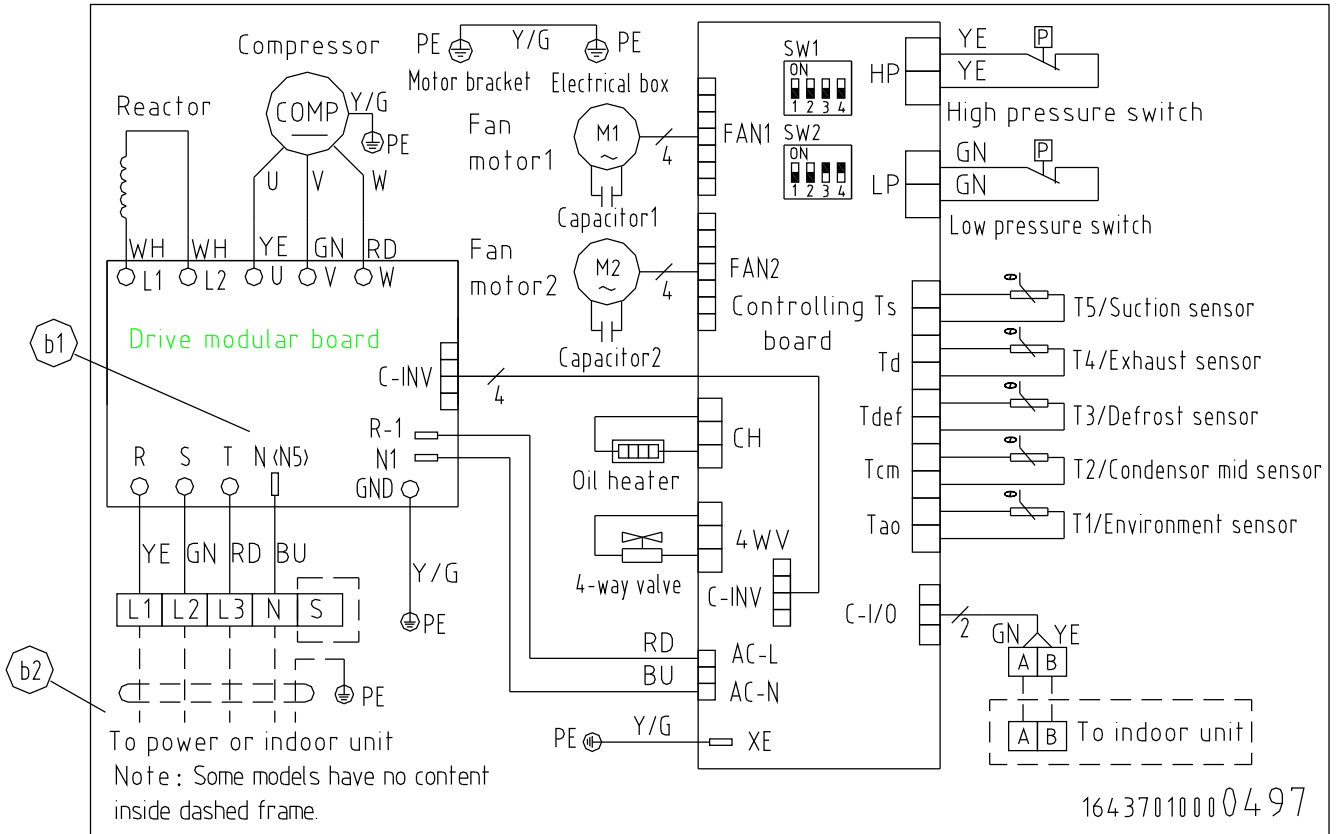 Compressor
COMP
Y/G
PE
Reactor
U V W
WH WH YE GN RD
L1 L2 U V W
Drive modular board
b1
C-INV
4
R-1
N1
GND
R S T N (N5)
YE GN RD BU
Y/G
PE
L1 L2 L3 N S
b2
PE
To power or indoor unit
Note: Some models have no content
inside dashed frame.
PE Y/G PE
Motor bracket Electrical box
Fan
motor1
M1
~
4
Capacitor1
FAN1
Fan
motor2
M2
~
4
Capacitor2
FAN2
Controlling
board
CH
Oil heater
4WV
4-way valve
C-INV
RD
BU
AC-L
AC-N
PE Y/G XE
SW1
ON
1 2 3 4
SW2
ON
1 2 3 4
HP
YE
YE
P
High pressure switch
LP
GN
GN
P
Low pressure switch
Ts T5/Suction sensor
Td T4/Exhaust sensor
Tdef T3/Defrost sensor
Tcm T2/Condensor mid sensor
Tao T1/Environment sensor
θ
θ
θ
θ
θ
C-I/O
2
GN YE
A B
A B To indoor unit
16437010000497